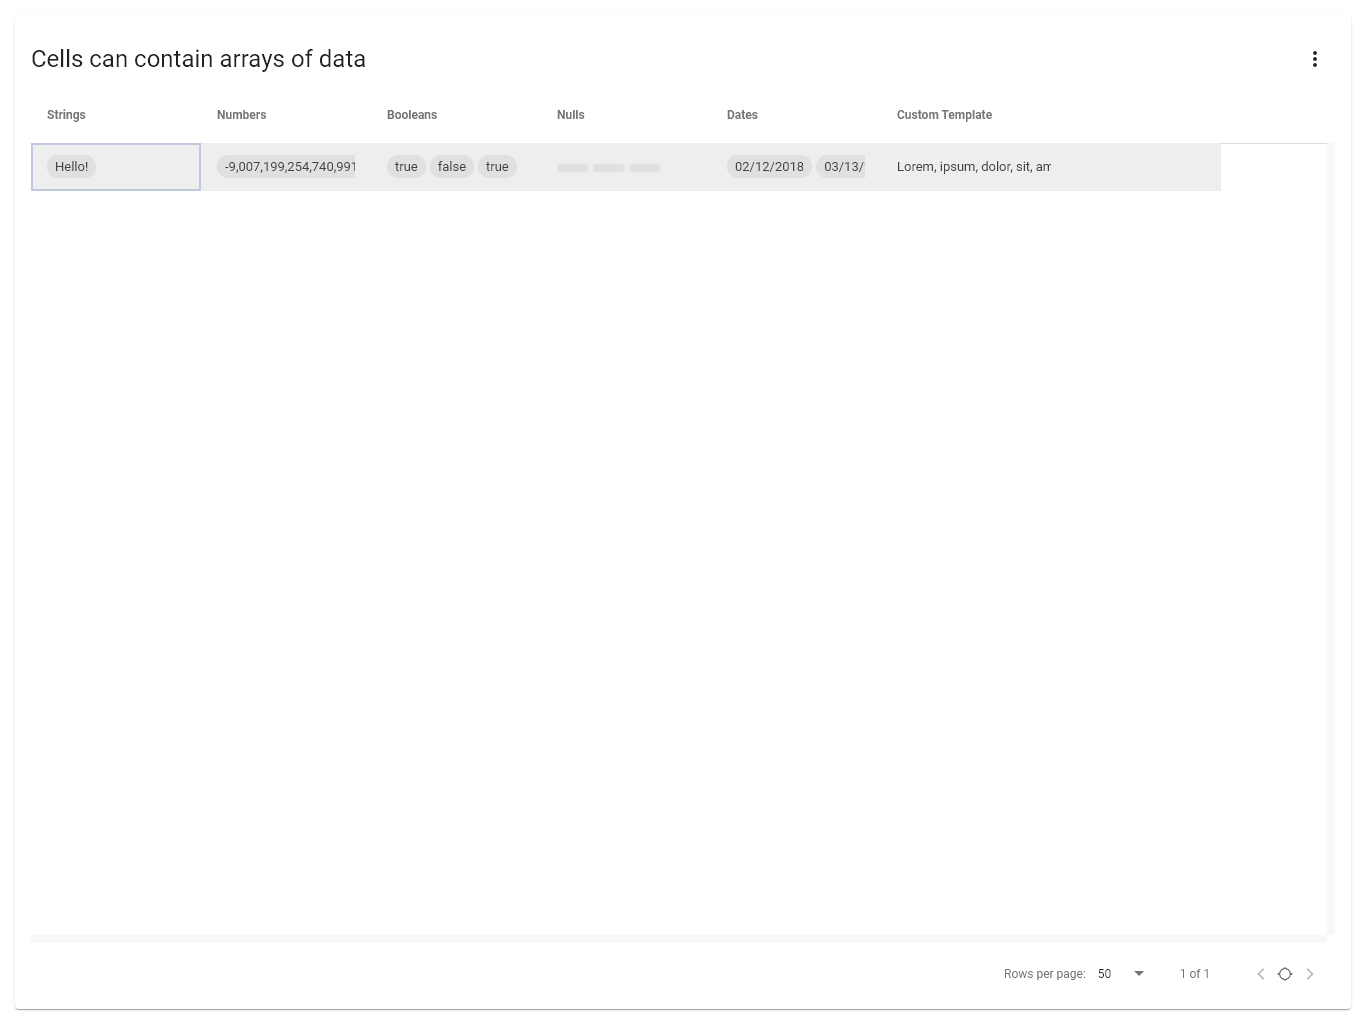 Cells can contain arrays of data
Strings Numbers Booleans Nulls Dates Custom Template
Hello! -9,007,199,254,740,991 true false true 02/12/2018 03/13/ Lorem, ipsum, dolor, sit, am
Rows per page: 50 1 of 1